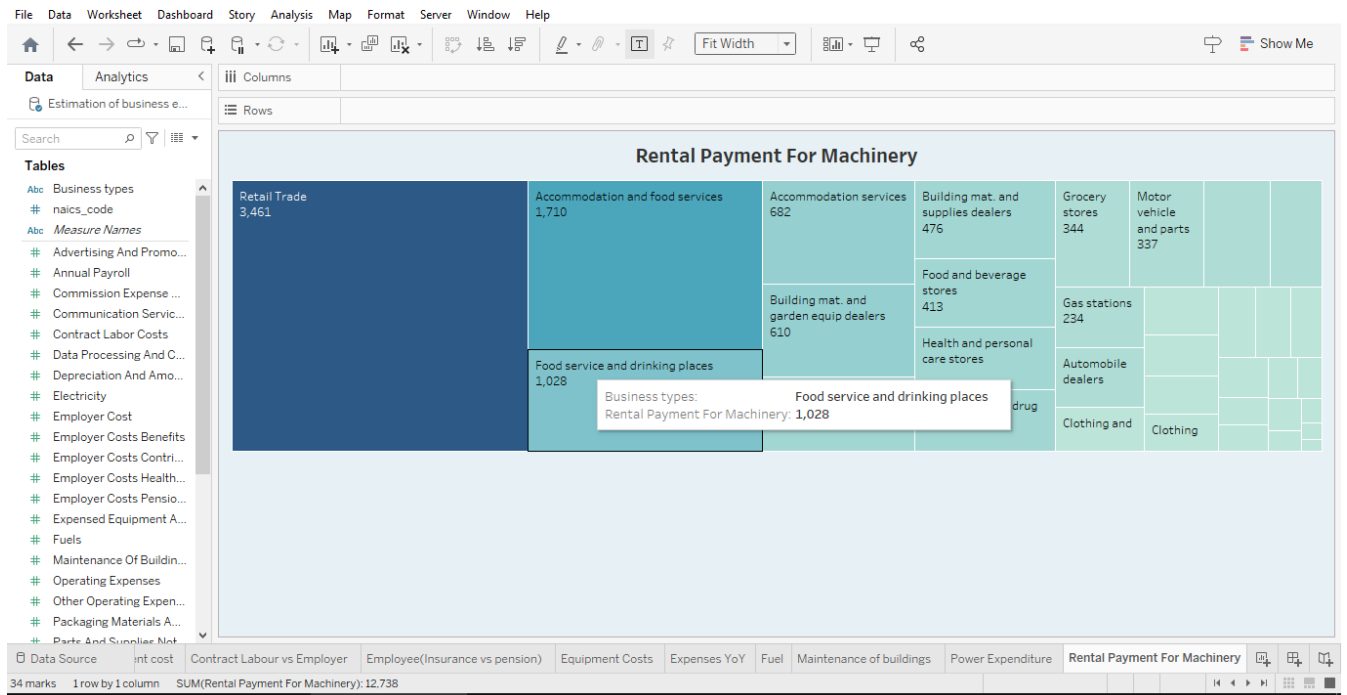 File Data Worksheet Dashboard Story Analysis Map Format Server Window Help
Fit Width
Show Me
Data Analytics
Columns
Estimation of business e...
Rows
Search
Tables
Abc Business types
# naics_code
Abc Measure Names
# Advertising And Promo...
# Annual Payroll
# Commission Expense ...
# Communication Servic...
# Contract Labor Costs
# Data Processing And C...
# Depreciation And Amo...
# Electricity
# Employer Cost
# Employer Costs Benefits
# Employer Costs Contri...
# Employer Costs Health...
# Employer Costs Pensio...
# Expensed Equipment A...
# Fuels
# Maintenance Of Buildin...
# Operating Expenses
# Other Operating Expen...
# Packaging Materials A...
# Parts And Supplies Not
Rental Payment For Machinery
Retail Trade
3,461
Accommodation and food services
1,710
Food service and drinking places
1,028
Accommodation services
682
Building mat. and
garden equip dealers
610
Building mat. and
supplies dealers
476
Food and beverage
stores
413
Health and personal
care stores
drug
Grocery
stores
344
Motor
vehicle
and parts
337
Gas stations
234
Automobile
dealers
Clothing and
Clothing
Business types: Food service and drinking places
Rental Payment For Machinery: 1,028
Data Source nt cost Contract Labour vs Employer Employee(Insurance vs pension) Equipment Costs Expenses YoY Fuel Maintenance of buildings Power Expenditure Rental Payment For Machinery
34 marks 1 row by 1 column SUM(Rental Payment For Machinery): 12,738